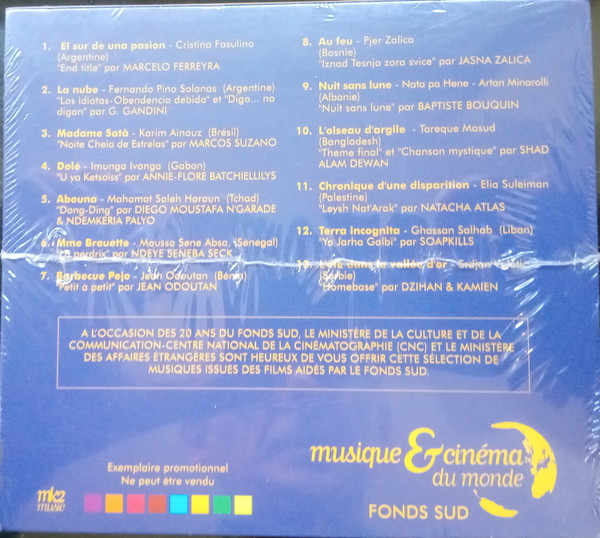 1. El sur de una pasion - Cristina Fasulino
(Argentine)
"End title" par MARCELO FERREYRA
2. La nube - Fernando Pino Solanas (Argentine)
"Los idiotas-Obendencia debida" et "Digo... no
digan" par G. GANDINI
3. Madame Satã - Karim Aïnouz (Brésil)
"Noite Cheia de Estrelas" par MARCOS SUZANO
4. Dolé - Imunga Ivanga (Gabon)
"U ya Ketsaiss" par ANNIE-FLORE BATCHIELLILYS
5. Abouna - Mahamat Saleh Haroun (Tchad)
"Dong-Ding" par DIEGO MOUSTAFA N'GARADE
& NDEMKERIA PALYO
6. Mme Brouette - Moussa Sene Absa, (Sénégal)
perdrix" par NDEYE SENEBA SECK
7. Barbecue Pejo - Jean Odoutan (Bénin)
"Petit à petit" par JEAN ODOUTAN
8. Au feu - Pjer Zalica
(Bosnie)
"Iznad Tesnja zora svice" par JASNA ZALICA
9. Nuit sans lune - Nata pa Hene - Artan Minarolli
(Albanie)
"Nuit sans lune" par BAPTISTE BOUQUIN
10. L'oiseau d'argile - Tareque Masud
(Bangladesh)
"Theme final" et "Chanson mystique" par SHAD
ALAM DEWAN
11. Chronique d'une disparition - Elia Suleiman
(Palestine)
"Leysh Nat'Arak" par NATACHA ATLAS
12. Terra incognita - Ghassan Salhab (Liban)
"Ya Jarha Galbi" par SOAPKILLS
13. dans la vallée d'or - Srdjan
(Serbie)
"Homebase" par DZIHAN & KAMIEN
A L'OCCASION DES 20 ANS DU FONDS SUD, LE MINISTÈRE DE LA CULTURE ET DE LA
COMMUNICATION-CENTRE NATIONAL DE LA CINÉMATOGRAPHIE (CNC) ET LE MINISTÈRE
DES AFFAIRES ÉTRANGÈRES SONT HEUREUX DE VOUS OFFRIR CETTE SÉLECTION DE
MUSIQUES ISSUES DES FILMS AIDÉS PAR LE FONDS SUD.
mk2
music
Exemplaire promotionnel
Ne peut être vendu
musique & cinéma
du monde
FONDS SUD